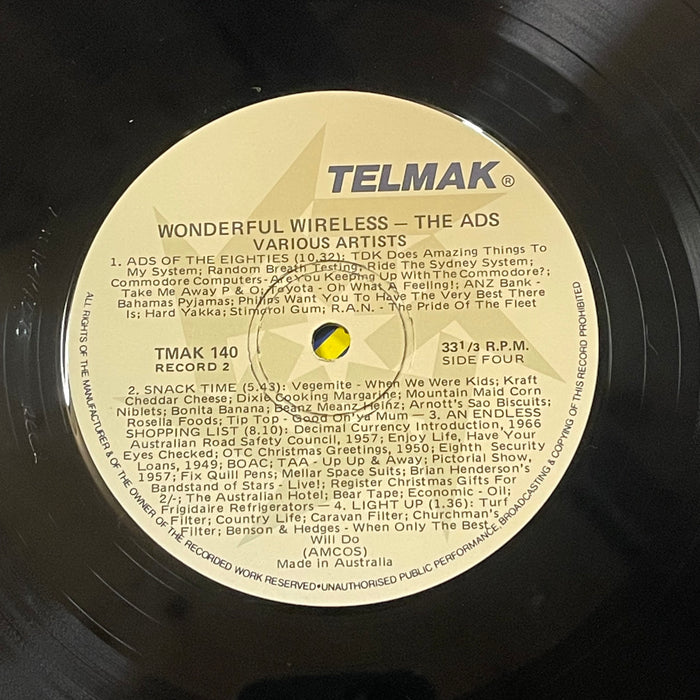 TELMAK®
WONDERFUL WIRELESS — THE ADS
VARIOUS ARTISTS
1. ADS OF THE EIGHTIES (10.32): TDK Does Amazing Things To
My System; Random Breath Testing; Ride The Sydney System;
Commodore Computers - Are You Keeping Up With The Commodore?;
Take Me Away P & O; Toyota - Oh What A Feeling!; ANZ Bank -
Bahamas Pyjamas; Philips Want You To Have The Very Best There
Is; Hard Yakka; Stimorol Gum; R.A.N. - The Pride Of The Fleet
TMAK 140
RECORD 2
33 1/3 R.P.M.
SIDE FOUR
2. SNACK TIME (5.43): Vegemite - When We Were Kids; Kraft
Cheddar Cheese; Dixie Cooking Margarine; Mountain Maid Corn
Niblets; Bonita Banana; Beanz Meanz Heinz; Arnott's Sao Biscuits;
Rosella Foods; Tip Top - Good On'ya Mum — 3. AN ENDLESS
SHOPPING LIST (8.10): Decimal Currency Introduction, 1966
Australian Road Safety Council, 1957; Enjoy Life, Have Your
Eyes Checked; OTC Christmas Greetings, 1950; Eighth Security
Loans, 1949; BOAC; TAA - Up Up & Away; Pictorial Show,
1957; Fix Quill Pens; Mellar Space Suits; Brian Henderson's
Bandstand of Stars - Live!; Register Christmas Gifts For
2/-; The Australian Hotel; Bear Tape; Economic - Oil;
Frigidaire Refrigerators — 4. LIGHT UP (1.36): Turf
Filter; Country Life; Caravan Filter; Churchman's
Filter; Benson & Hedges - When Only The Best
Will Do
(AMCOS)
Made in Australia
ALL RIGHTS OF THE MANUFACTURER & OF THE OWNER OF THE RECORDED WORK RESERVED•UNAUTHORISED PUBLIC PERFORMANCE, BROADCASTING & COPYING OF THIS RECORD PROHIBITED